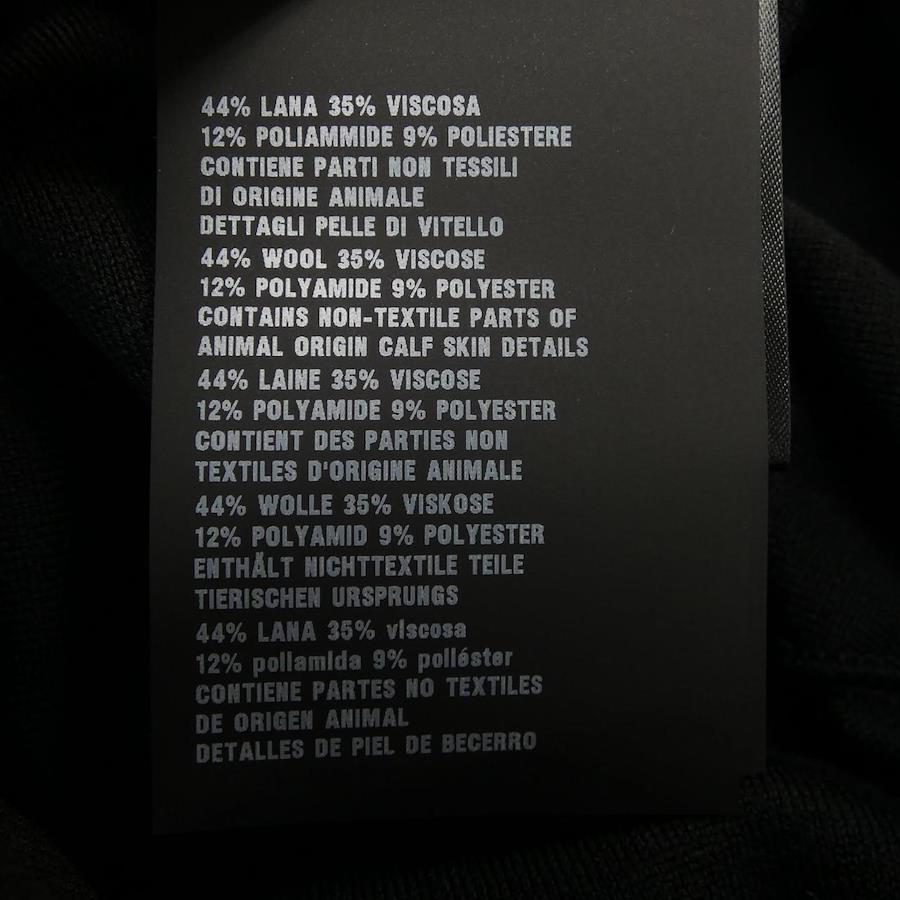 44% LANA 35% VISCOSA
12% POLIAMMIDE 9% POLIESTERE
CONTIENE PARTI NON TESSILI
DI ORIGINE ANIMALE
DETTAGLI PELLE DI VITELLO
44% WOOL 35% VISCOSE
12% POLYAMIDE 9% POLYESTER
CONTAINS NON-TEXTILE PARTS OF
ANIMAL ORIGIN CALF SKIN DETAILS
44% LAINE 35% VISCOSE
12% POLYAMIDE 9% POLYESTER
CONTIENT DES PARTIES NON
TEXTILES D'ORIGINE ANIMALE
44% WOLLE 35% VISKOSE
12% POLYAMID 9% POLYESTER
ENTHÄLT NICHTTEXTILE TEILE
TIERISCHEN URSPRUNGS
44% LANA 35% viscosa
12% poliamida 9% poliéster
CONTIENE PARTES NO TEXTILES
DE ORIGEN ANIMAL
DETALLES DE PIEL DE BECERRO